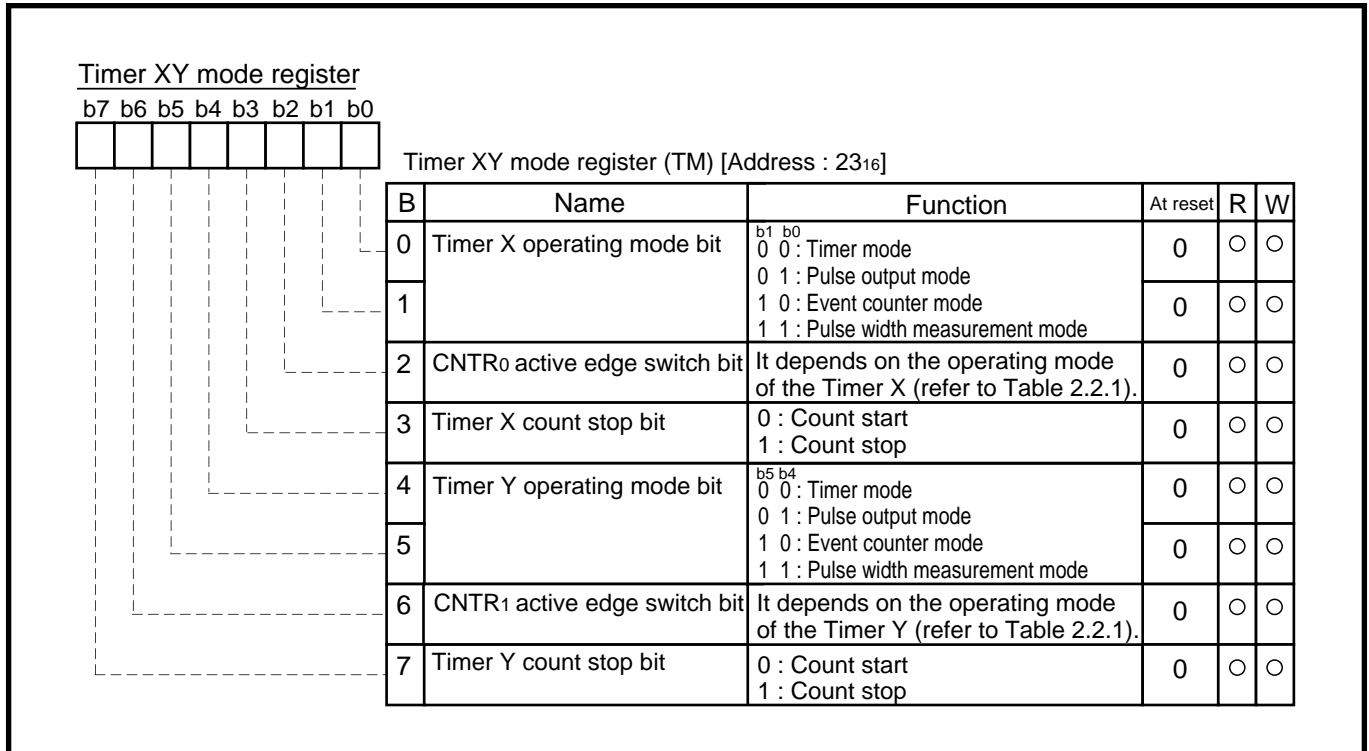 Timer XY mode register
b7 b6 b5 b4 b3 b2 b1 b0
Timer XY mode register (TM) [Address : 2316]
B Name Function At reset R W
0 Timer X operating mode bit b1 b0
0 0 : Timer mode 0 ○ ○
0 1 : Pulse output mode
1 1 0 : Event counter mode 0 ○ ○
1 1 : Pulse width measurement mode
2 CNTR0 active edge switch bit It depends on the operating mode 0 ○ ○
of the Timer X (refer to Table 2.2.1).
3 Timer X count stop bit 0 : Count start 0 ○ ○
1 : Count stop
4 Timer Y operating mode bit b5 b4
0 0 : Timer mode 0 ○ ○
0 1 : Pulse output mode
5 1 0 : Event counter mode 0 ○ ○
1 1 : Pulse width measurement mode
6 CNTR1 active edge switch bit It depends on the operating mode 0 ○ ○
of the Timer Y (refer to Table 2.2.1).
7 Timer Y count stop bit 0 : Count start 0 ○ ○
1 : Count stop